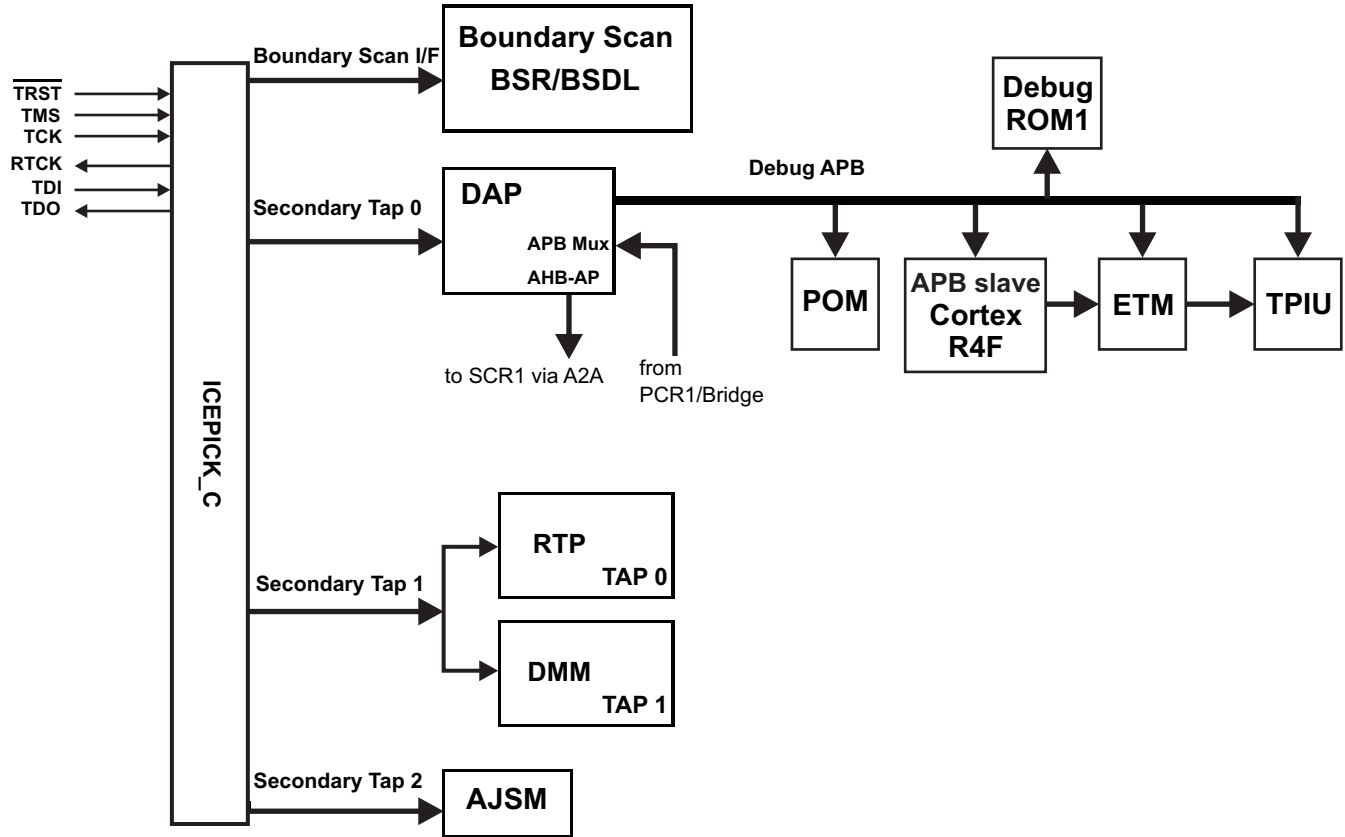 Boundary Scan I/F
Boundary Scan
BSR/BSDL
TRST
TMS
TCK
RTCK
TDI
TDO
ICEPICK_C
Secondary Tap 0
DAP
APB Mux
AHB-AP
to SCR1 via A2A
from
PCR1/Bridge
Debug APB
Debug
ROM1
POM
APB slave
Cortex
R4F
ETM
TPIU
Secondary Tap 1
RTP
TAP 0
DMM
TAP 1
Secondary Tap 2
AJSM